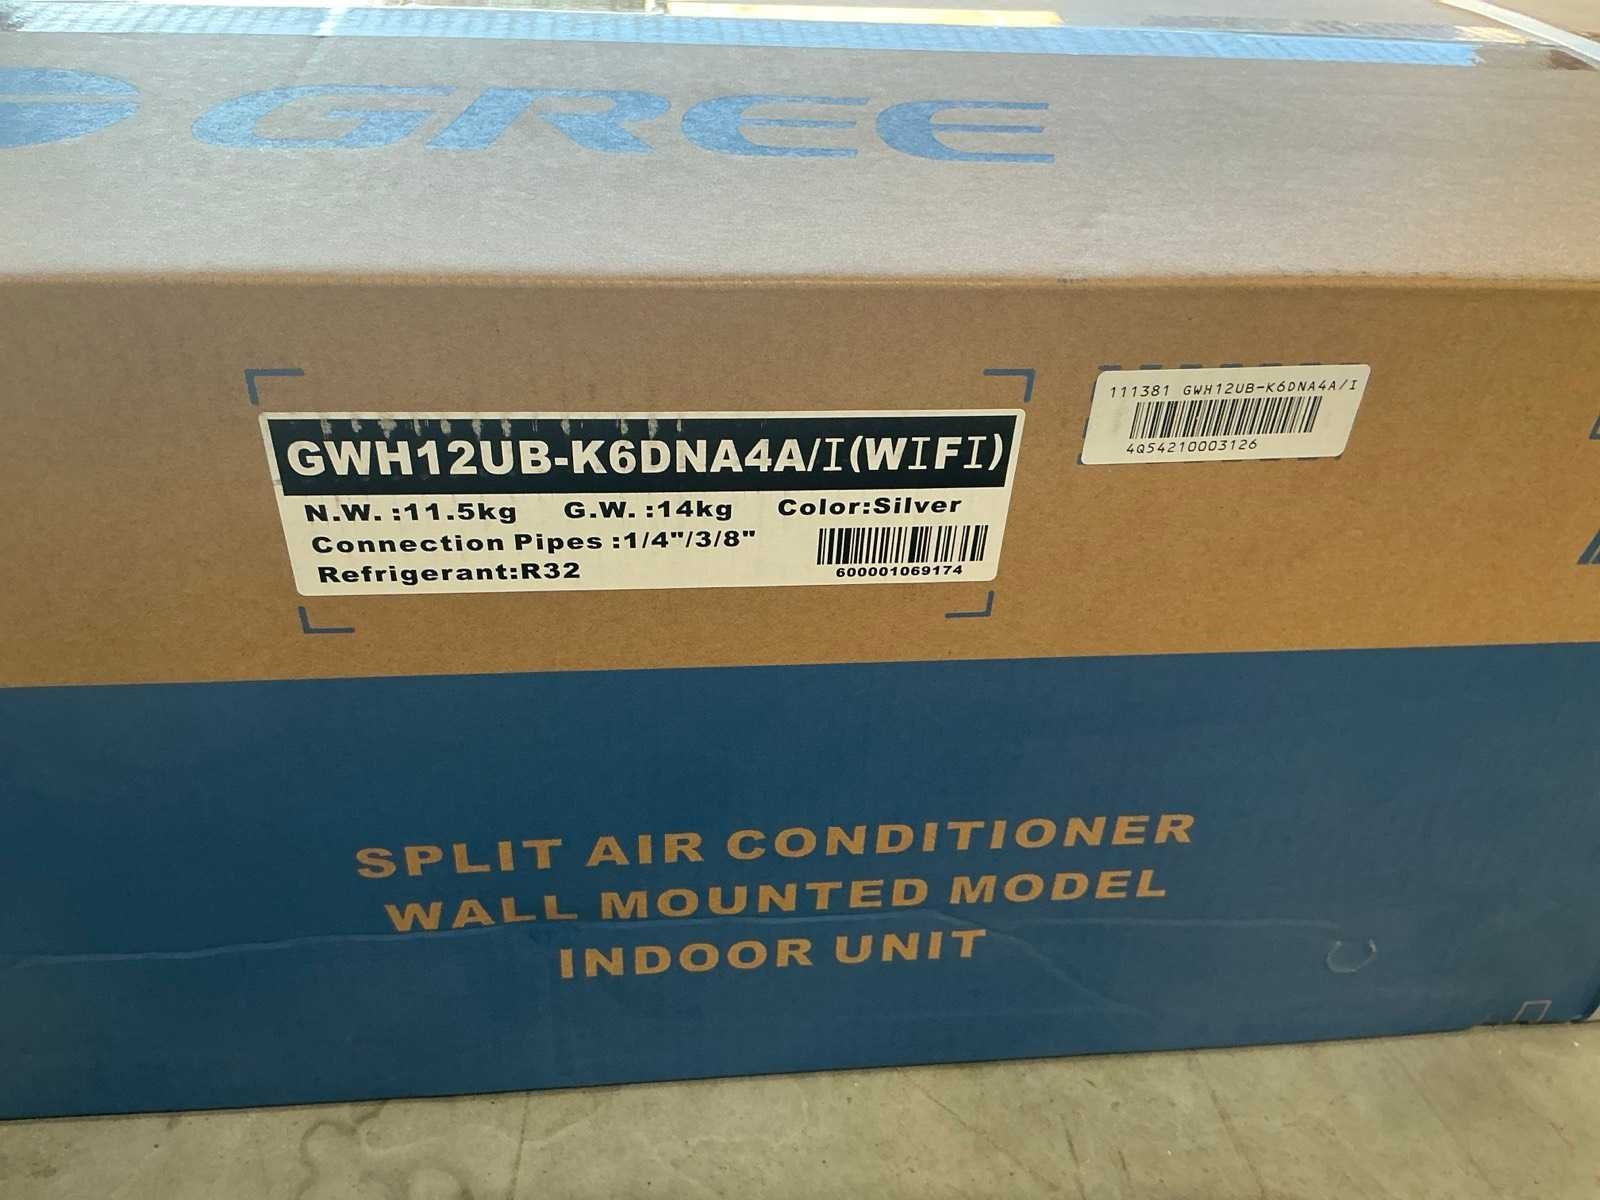 GREE
GWH12UB-K6DNA4A/I(WIFI)
N.W. :11.5kg G.W. :14kg Color:Silver
Connection Pipes :1/4"/3/8"
Refrigerant:R32
600001069174
111381 GWH12UB-K6DNA4A/I
4Q54210003126
SPLIT AIR CONDITIONER
WALL MOUNTED MODEL
INDOOR UNIT